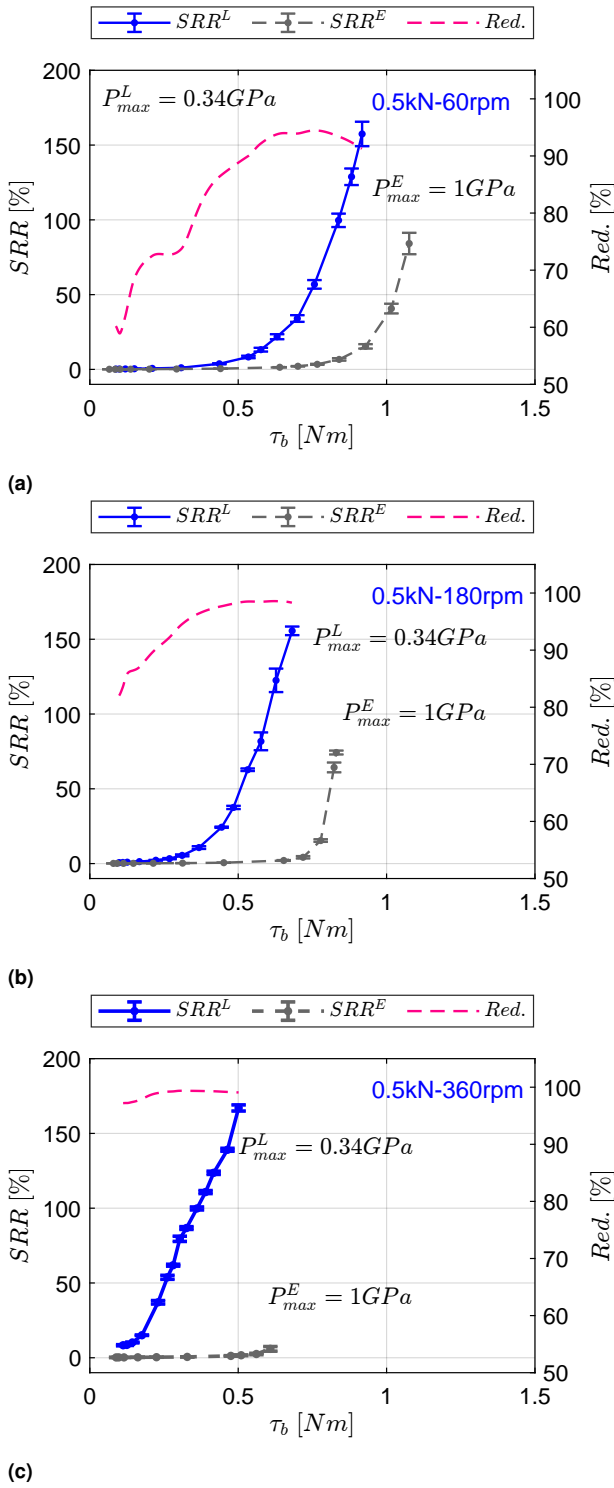 SRR^L SRR^E Red.
P^L_max = 0.34GPa
0.5kN-60rpm
P^E_max = 1GPa
200
150
100
50
0
SRR [%]
100
90
80
70
60
50
Red. [%]
0 0.5 1 1.5
τ_b [Nm]
(a)
SRR^L SRR^E Red.
0.5kN-180rpm
P^L_max = 0.34GPa
P^E_max = 1GPa
200
150
100
50
0
SRR [%]
100
90
80
70
60
50
Red. [%]
0 0.5 1 1.5
τ_b [Nm]
(b)
SRR^L SRR^E Red.
0.5kN-360rpm
P^L_max = 0.34GPa
P^E_max = 1GPa
200
150
100
50
0
SRR [%]
100
90
80
70
60
50
Red. [%]
0 0.5 1 1.5
τ_b [Nm]
(c)